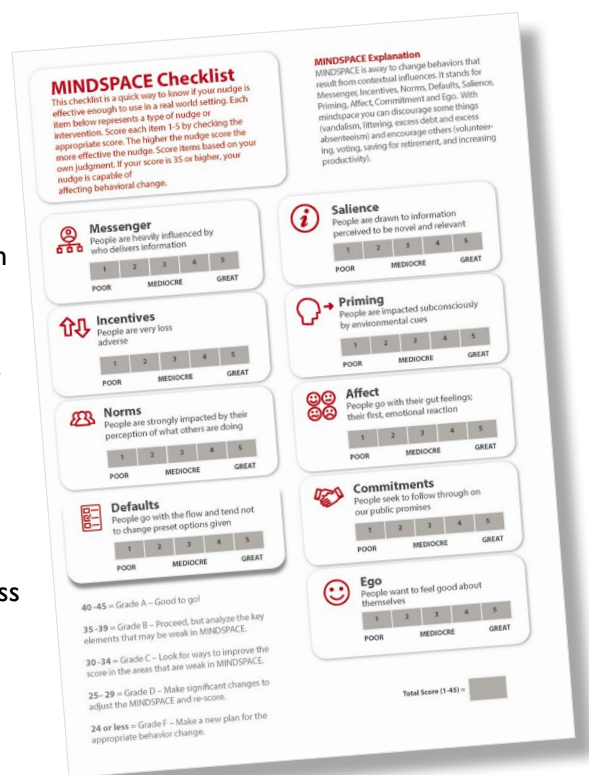 MINDSPACE Checklist
This checklist is a quick way to know if your nudge is
effective enough to use in a real world setting. Each
item below represents a type of nudge or
intervention. Score each item 1-5 by checking the
appropriate score. The higher the nudge score the
more effective the nudge. Score items based on your
own judgment. If your score is 35 or higher, your
nudge is capable of
affecting behavioral change.
MINDSPACE Explanation
MINDSPACE is away to change behaviors that
result from contextual influences. It stands for
Messenger, Incentives, Norms, Defaults, Salience,
Priming, Affect, Commitment and Ego. With
mindspace you can discourage some things
(vandalism, littering, excess debt and excess
absenteeism) and encourage others (volunteer-
ing, voting, saving for retirement, and increasing
productivity).
Messenger
People are heavily influenced by
who delivers information
1 2 3 4 5
POOR MEDIOCRE GREAT
Incentives
People are very loss
adverse
1 2 3 4 5
POOR MEDIOCRE GREAT
Norms
People are strongly impacted by their
perception of what others are doing
1 2 3 4 5
POOR MEDIOCRE GREAT
Defaults
People go with the flow and tend not
to change preset options given
1 2 3 4 5
POOR MEDIOCRE GREAT
40 -45 = Grade A – Good to go!
35 -39 = Grade B – Proceed, but analyze the key
elements that may be weak in MINDSPACE.
30 -34 = Grade C – Look for ways to improve the
score in the areas that are weak in MINDSPACE.
25– 29 = Grade D – Make significant changes to
adjust the MINDSPACE and re-score.
24 or less = Grade F – Make a new plan for the
appropriate behavior change.
Salience
People are drawn to information
perceived to be novel and relevant
1 2 3 4 5
POOR MEDIOCRE GREAT
Priming
People are impacted subconsciously
by environmental cues
1 2 3 4 5
POOR MEDIOCRE GREAT
Affect
People go with their gut feelings;
their first, emotional reaction
1 2 3 4 5
POOR MEDIOCRE GREAT
Commitments
People seek to follow through on
our public promises
1 2 3 4 5
POOR MEDIOCRE GREAT
Ego
People want to feel good about
themselves
1 2 3 4 5
POOR MEDIOCRE GREAT
Total Score (1-45) =